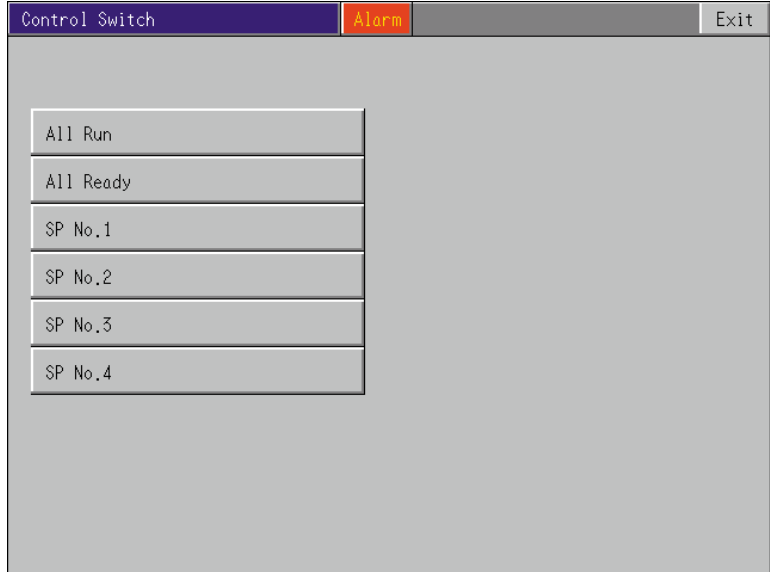 Control Switch Alarm Exit
All Run
All Ready
SP No.1
SP No.2
SP No.3
SP No.4